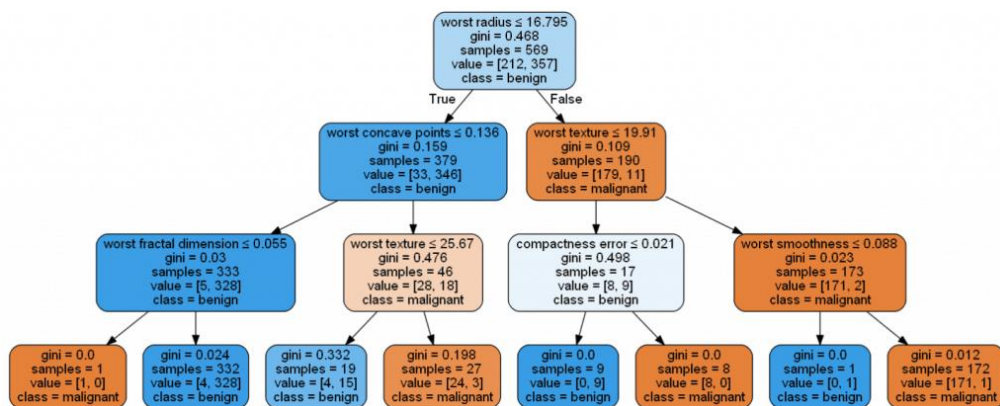 worst radius ≤ 16.795
gini = 0.468
samples = 569
value = [212, 357]
class = benign
True
False
worst concave points ≤ 0.136
gini = 0.159
samples = 379
value = [33, 346]
class = benign
worst texture ≤ 19.91
gini = 0.109
samples = 190
value = [179, 11]
class = malignant
worst fractal dimension ≤ 0.055
gini = 0.03
samples = 333
value = [5, 328]
class = benign
worst texture ≤ 25.67
gini = 0.476
samples = 46
value = [28, 18]
class = malignant
compactness error ≤ 0.021
gini = 0.498
samples = 17
value = [8, 9]
class = benign
worst smoothness ≤ 0.088
gini = 0.023
samples = 173
value = [171, 2]
class = malignant
gini = 0.0
samples = 1
value = [1, 0]
class = malignant
gini = 0.024
samples = 332
value = [4, 328]
class = benign
gini = 0.332
samples = 19
value = [4, 15]
class = benign
gini = 0.198
samples = 27
value = [24, 3]
class = malignant
gini = 0.0
samples = 9
value = [0, 9]
class = benign
gini = 0.0
samples = 8
value = [8, 0]
class = malignant
gini = 0.0
samples = 1
value = [0, 1]
class = benign
gini = 0.012
samples = 172
value = [171, 1]
class = malignant